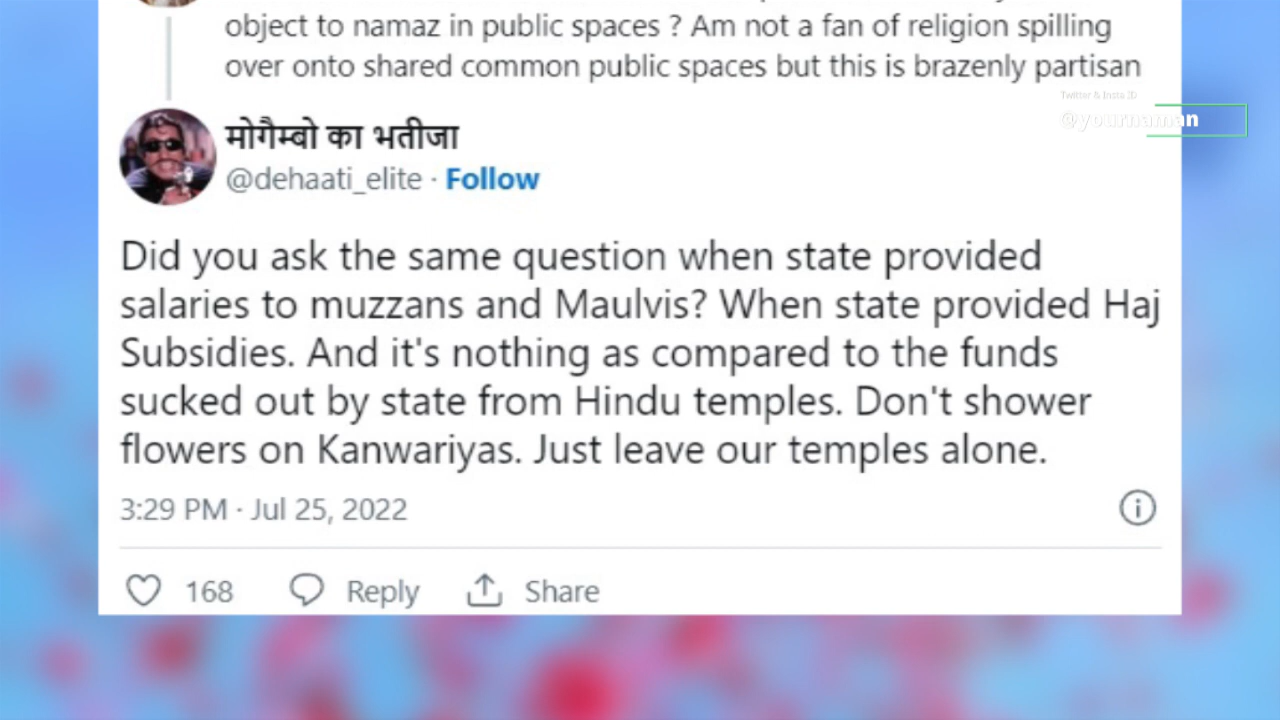 object to namaz in public spaces ? Am not a fan of religion spilling
over onto shared common public spaces but this is brazenly partisan
Twitter & Insta ID
@yournaman
मोगैम्बो का भतीजा
@dehaati_elite · Follow
Did you ask the same question when state provided
salaries to muzzans and Maulvis? When state provided Haj
Subsidies. And it's nothing as compared to the funds
sucked out by state from Hindu temples. Don't shower
flowers on Kanwariyas. Just leave our temples alone.
3:29 PM · Jul 25, 2022
168 Reply Share